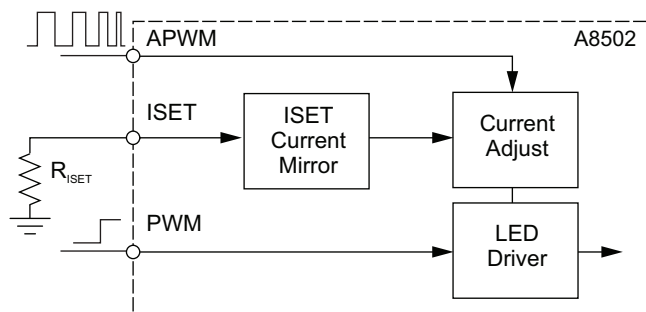 APWM
A8502
ISET
ISET
Current
Mirror
Current
Adjust
RISET
PWM
LED
Driver